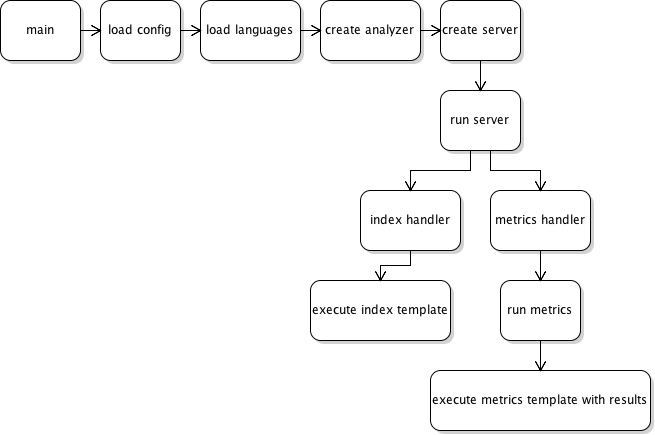 main
load config
load languages
create analyzer
create server
run server
index handler
metrics handler
execute index template
run metrics
execute metrics template with results